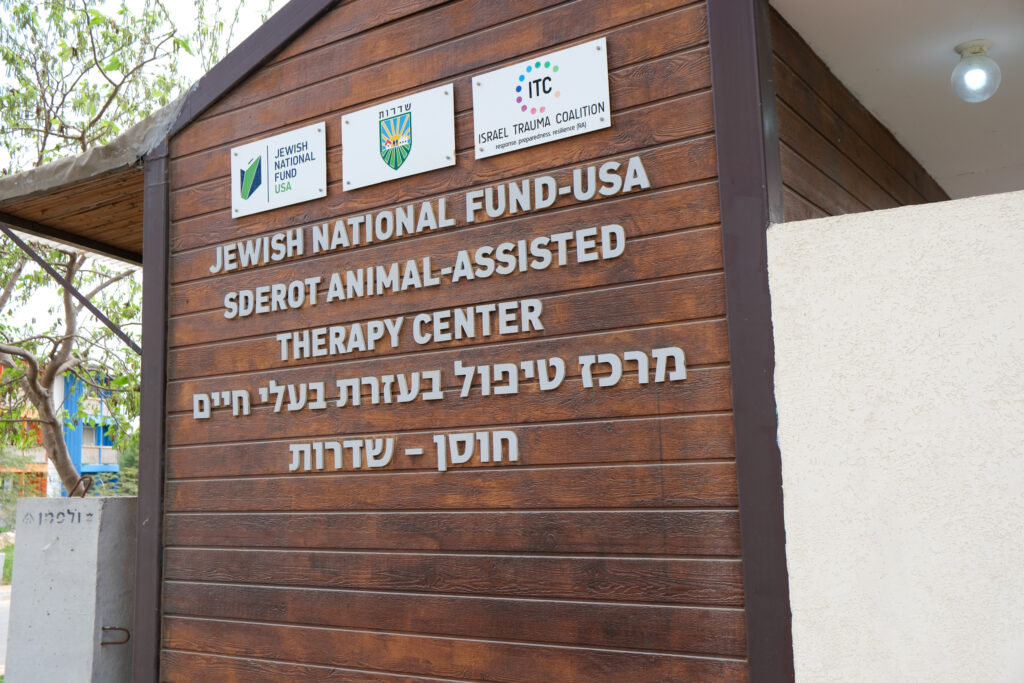 JEWISH
NATIONAL
FUND
USA
שדרות
ITC
ISRAEL TRAUMA COALITION
response. preparedness. resilience (RA)
JEWISH NATIONAL FUND-USA
SDEROT ANIMAL-ASSISTED
THERAPY CENTER
מרכז טיפול בעזרת בעלי חיים
חוסן – שדרות
וולפמן